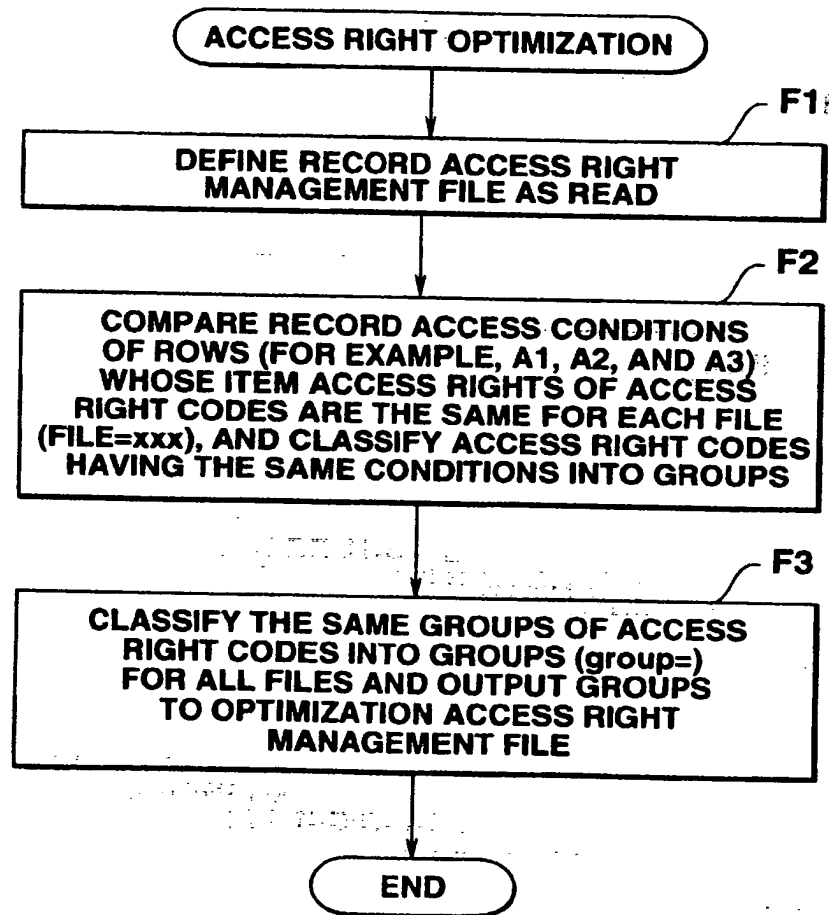 ACCESS RIGHT OPTIMIZATION
F1
DEFINE RECORD ACCESS RIGHT
MANAGEMENT FILE AS READ
F2
COMPARE RECORD ACCESS CONDITIONS
OF ROWS (FOR EXAMPLE, A1, A2, AND A3)
WHOSE ITEM ACCESS RIGHTS OF ACCESS
RIGHT CODES ARE THE SAME FOR EACH FILE
(FILE=xxx), AND CLASSIFY ACCESS RIGHT CODES
HAVING THE SAME CONDITIONS INTO GROUPS
F3
CLASSIFY THE SAME GROUPS OF ACCESS
RIGHT CODES INTO GROUPS (group=)
FOR ALL FILES AND OUTPUT GROUPS
TO OPTIMIZATION ACCESS RIGHT
MANAGEMENT FILE
END